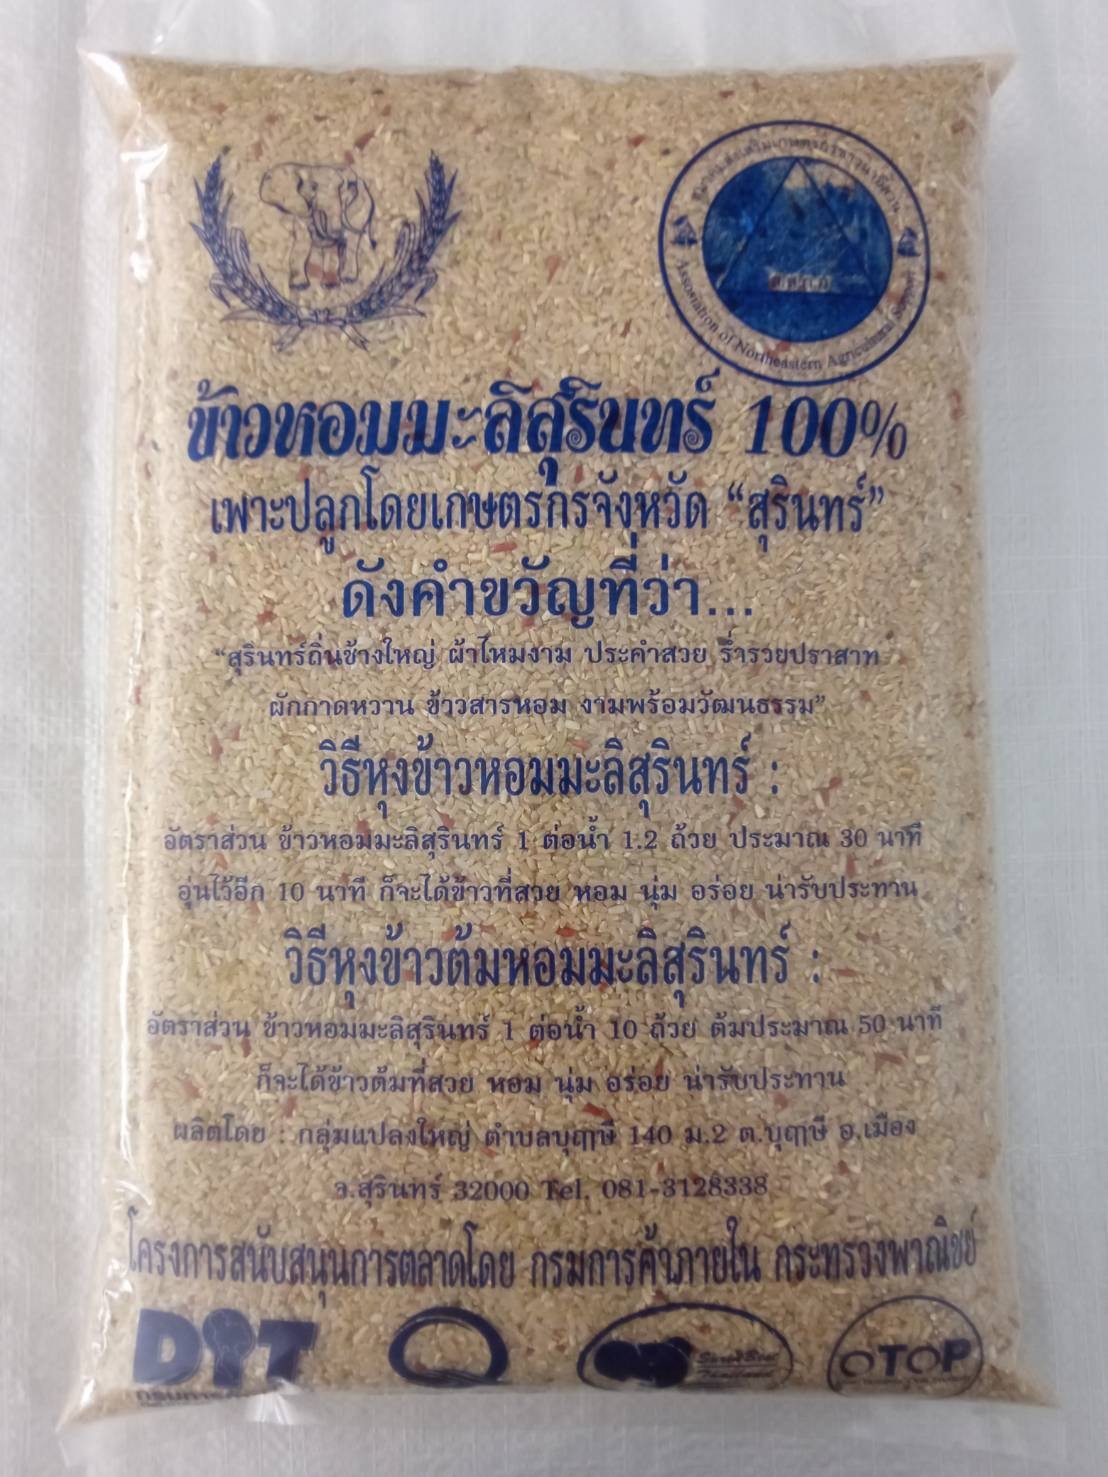 Association of Northeastern Agricultural Support
ข้าวหอมมะลิสุรินทร์ 100%
เพาะปลูกโดยเกษตรกรจังหวัด “สุรินทร์”
ดังคำขวัญที่ว่า...
“สุรินทร์ถิ่นช้างใหญ่ ผ้าไหมงาม ประคำสวย ร่ำรวยปราสาท
ผักกาดหวาน ข้าวสารหอม งามพร้อมวัฒนธรรม”
วิธีหุงข้าวหอมมะลิสุรินทร์ :
อัตราส่วน ข้าวหอมมะลิสุรินทร์ 1 ต่อน้ำ 1.2 ถ้วย ประมาณ 30 นาที
อุ่นไว้อีก 10 นาที ก็จะได้ข้าวที่สวย หอม นุ่ม อร่อย น่ารับประทาน
วิธีหุงข้าวต้มหอมมะลิสุรินทร์ :
อัตราส่วน ข้าวหอมมะลิสุรินทร์ 1 ต่อน้ำ 10 ถ้วย ต้มประมาณ 50 นาที
ก็จะได้ข้าวต้มที่สวย หอม นุ่ม อร่อย น่ารับประทาน
ผลิตโดย : กลุ่มแปลงใหญ่ ตำบลบุฤๅษี 140 ม.2 ต.บุฤๅษี อ.เมือง
จ.สุรินทร์ 32000 Tel. 081-3128338
โครงการสนับสนุนการตลาดโดย กรมการค้าภายใน กระทรวงพาณิชย์
DIT Q OTOP